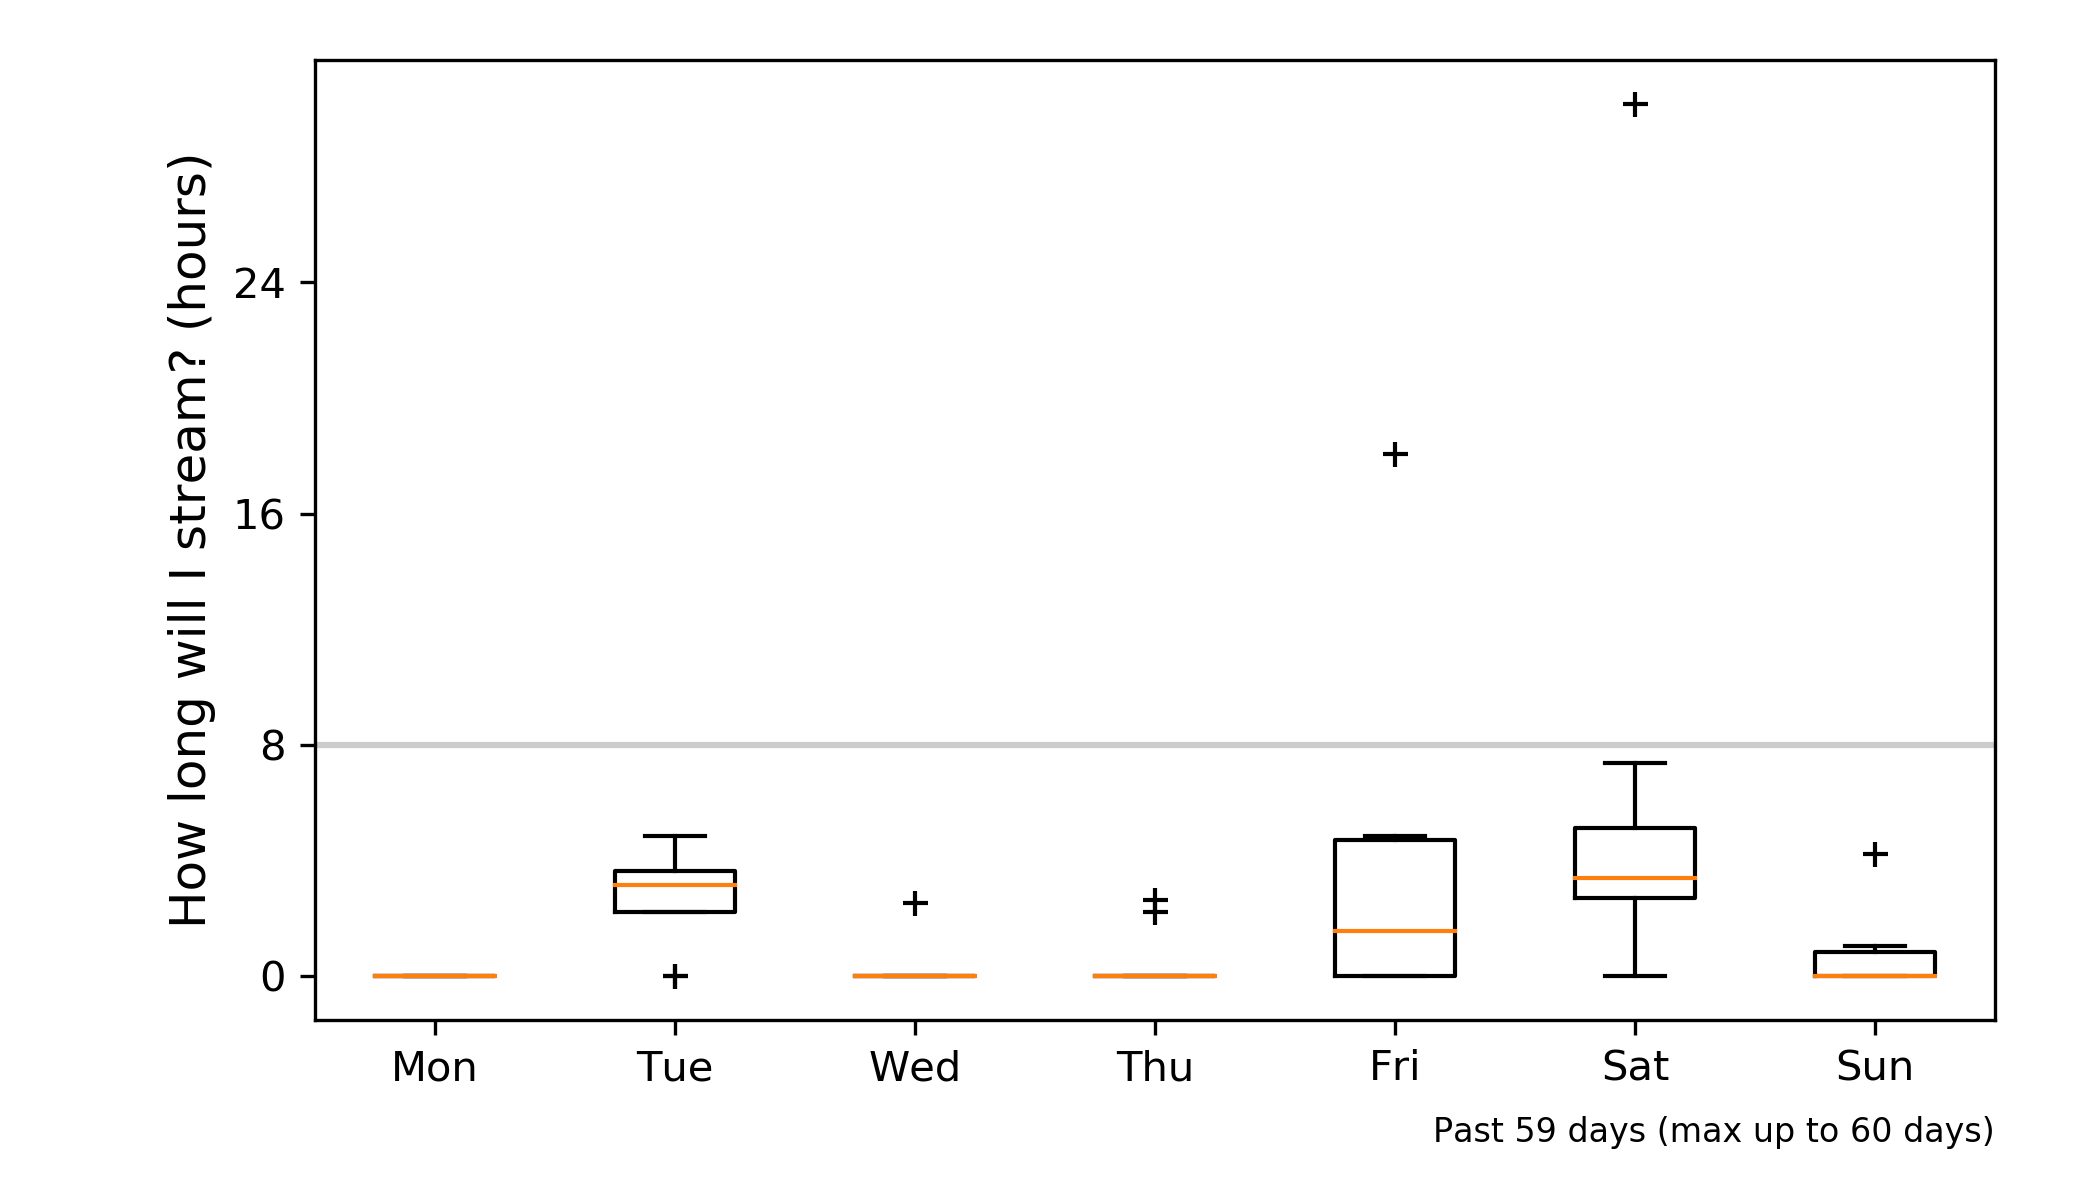 How long will I stream? (hours)
24
16
8
0
Mon Tue Wed Thu Fri Sat Sun
Past 59 days (max up to 60 days)